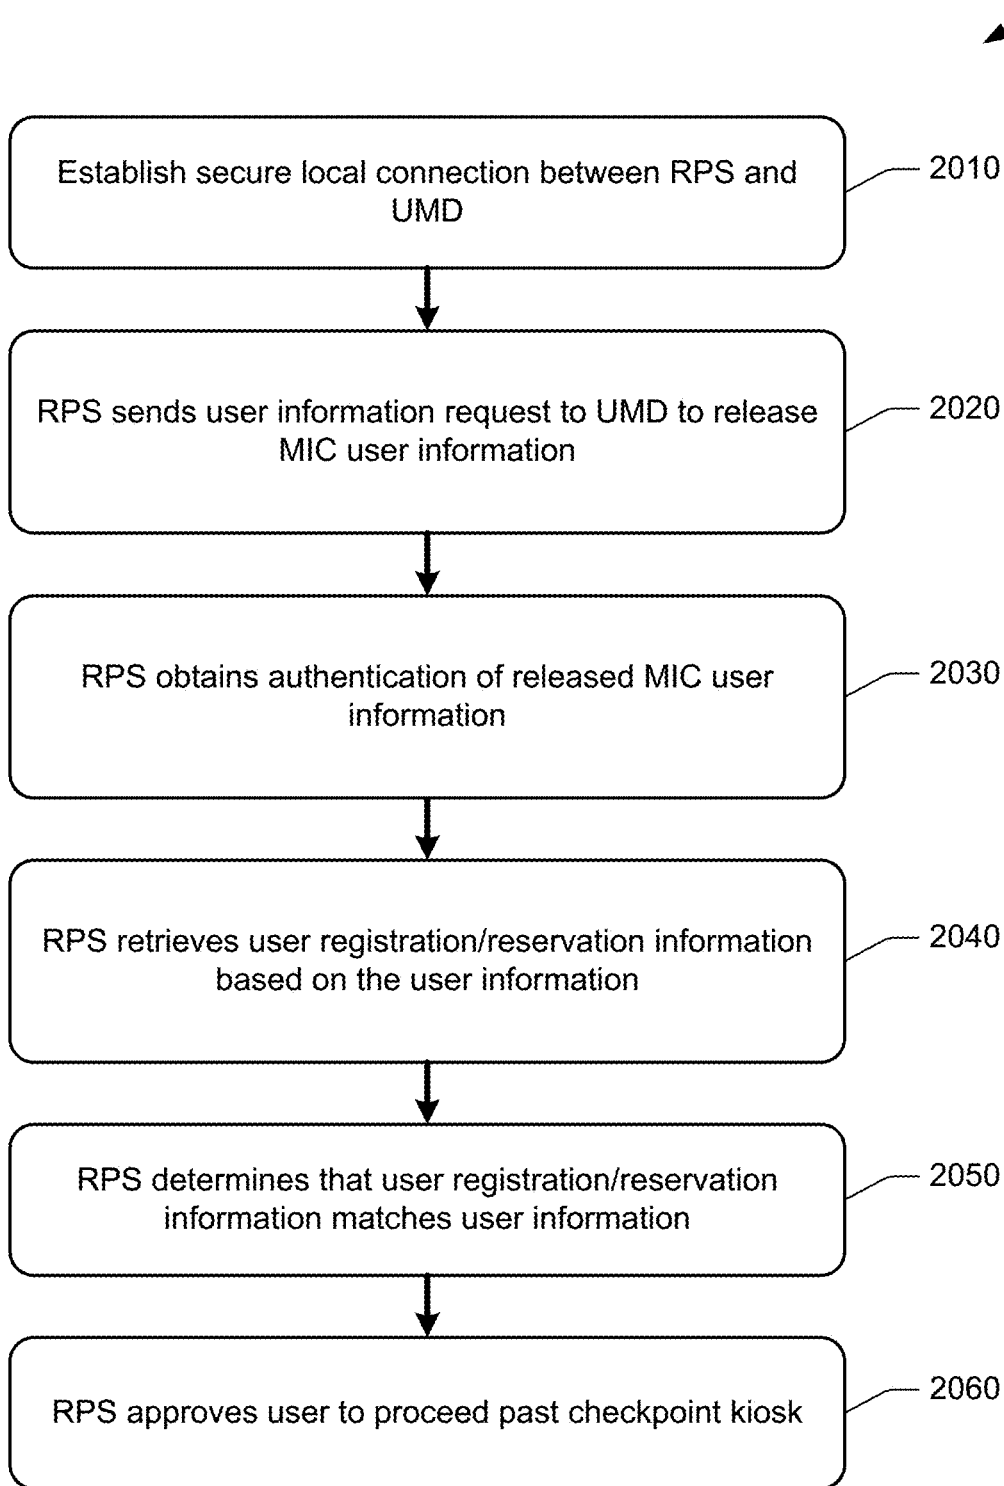 Establish secure local connection between RPS and
UMD
2010
RPS sends user information request to UMD to release
MIC user information
2020
RPS obtains authentication of released MIC user
information
2030
RPS retrieves user registration/reservation information
based on the user information
2040
RPS determines that user registration/reservation
information matches user information
2050
RPS approves user to proceed past checkpoint kiosk
2060